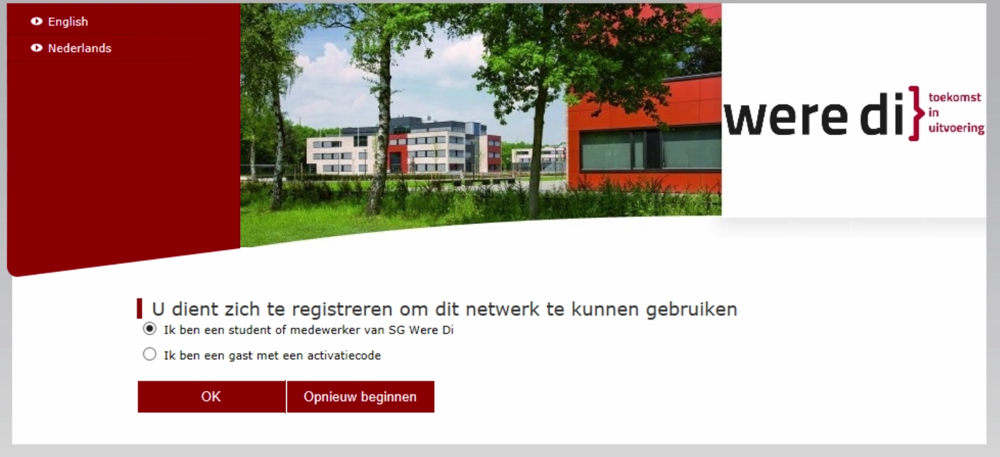 English
Nederlands
were di}
toekomst
in
uitvoering
U dient zich te registreren om dit netwerk te kunnen gebruiken
Ik ben een student of medewerker van SG Were Di
Ik ben een gast met een activatiecode
OK
Opnieuw beginnen